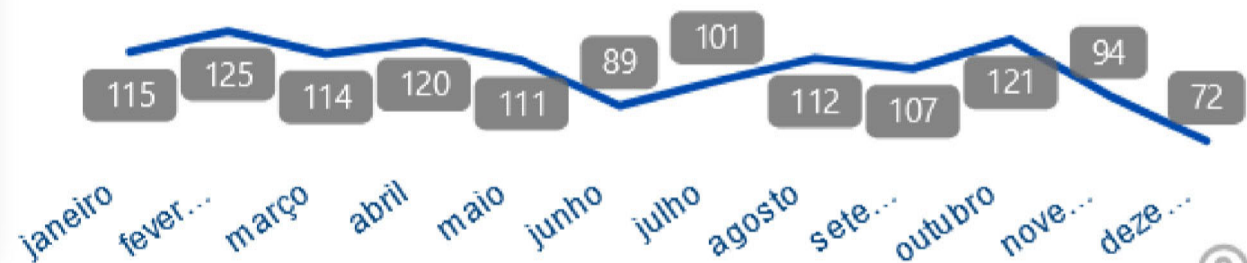 115 125 114 120 111 89 101 112 107 121 94 72
janeiro fever... março abril maio junho julho agosto sete... outubro nove... deze...